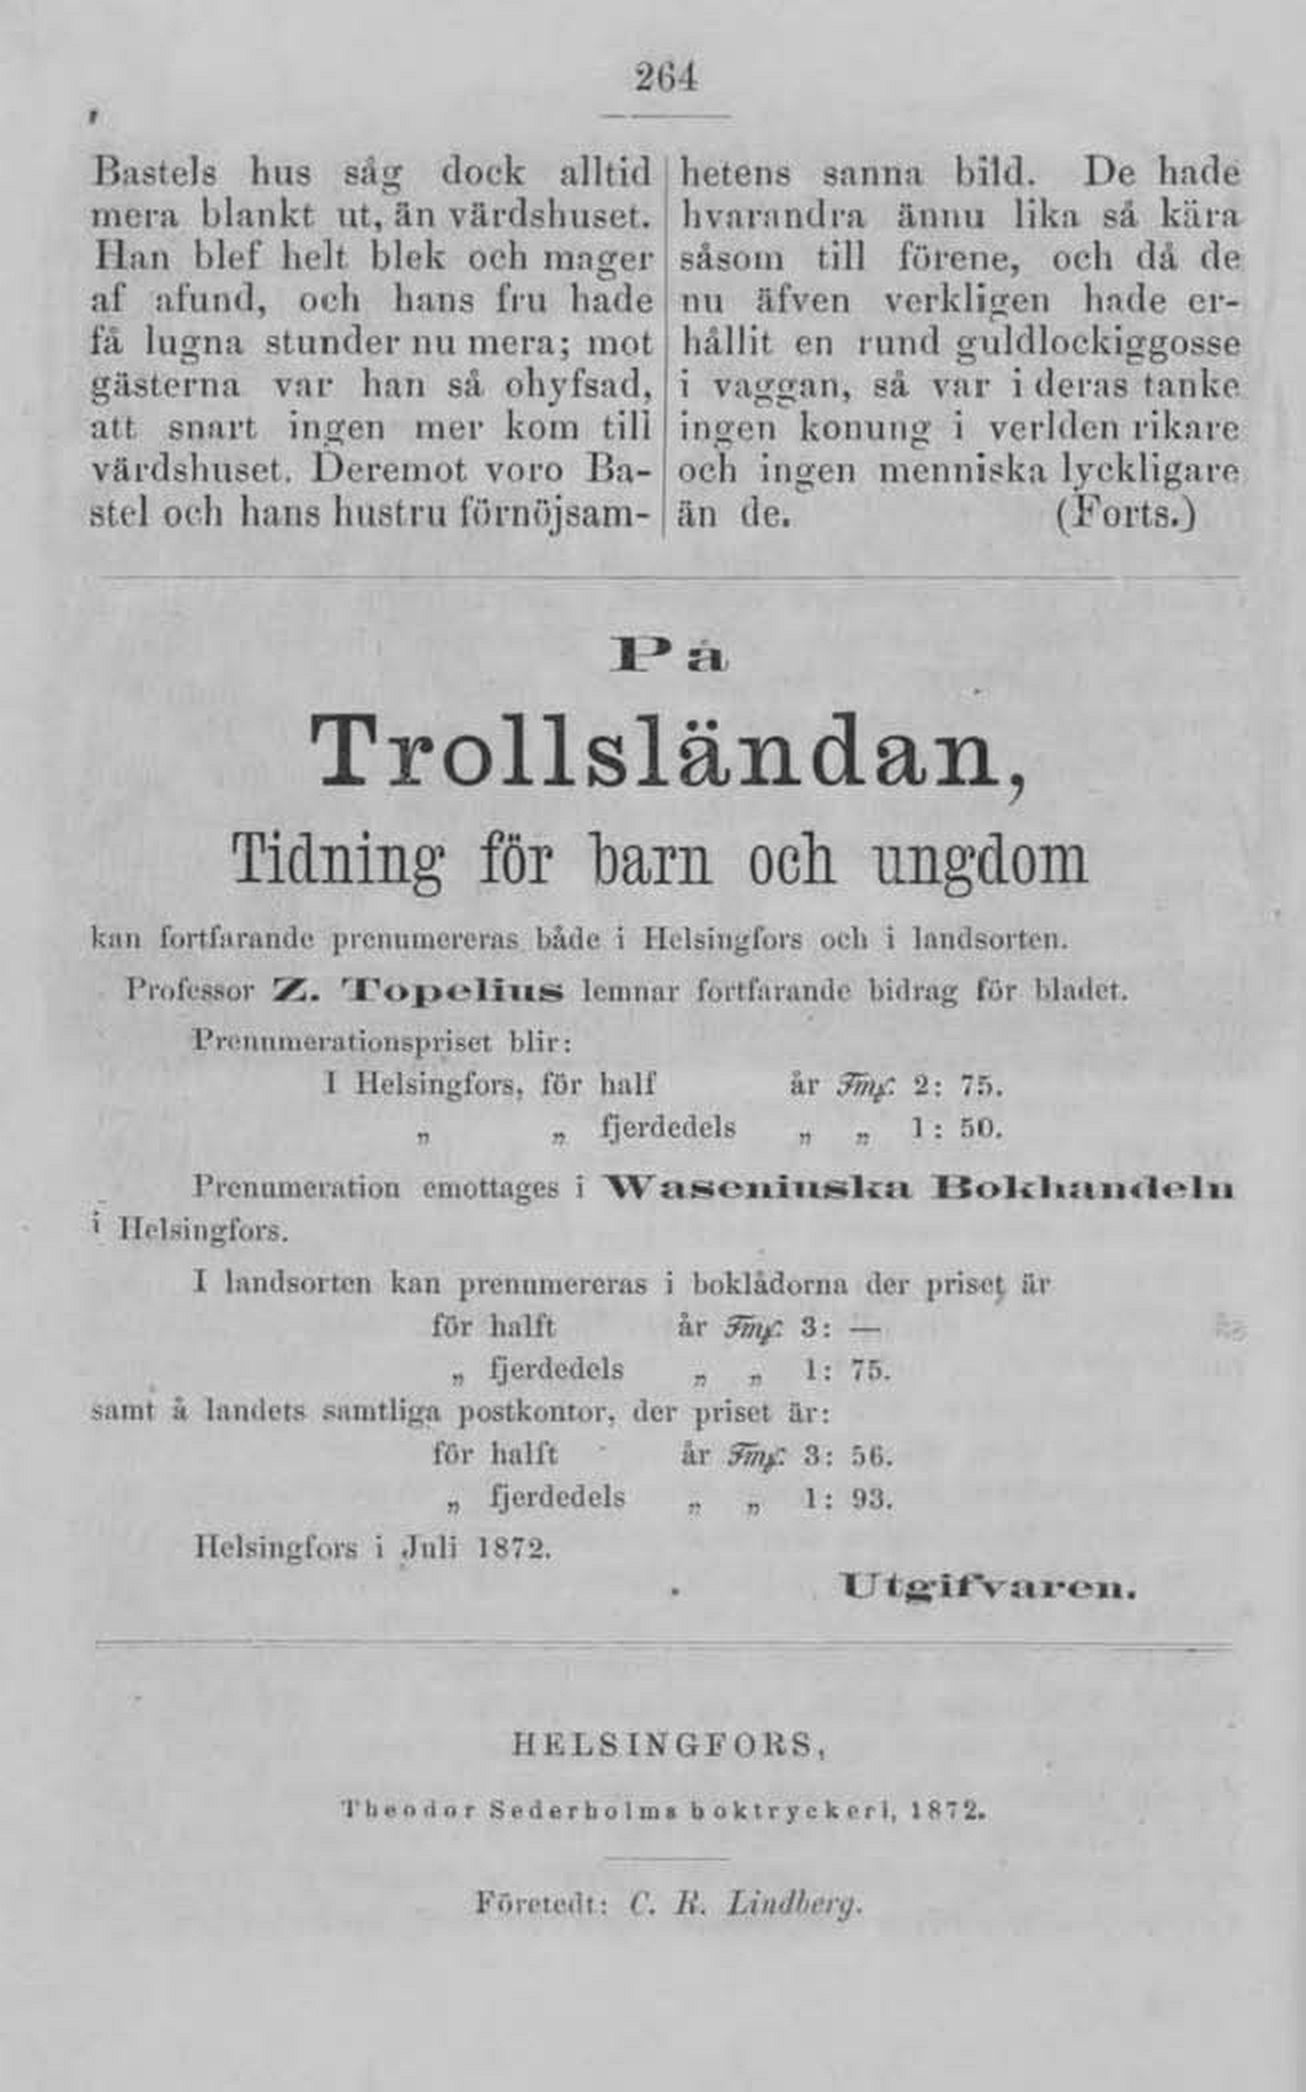 264
Bastels hus såg dock alltid
mera blankt ut, än värdshuset.
Han blef helt blek och mager
af afund, och hans fru hade
få lugna stunder nu mera; mot
gästerna var han så ohyfsad,
att snart ingen mer kom till
värdshuset. Deremot voro Ba-
stel och hans hustru förnöjsam-
hetens sanna bild. De hade
hvarandra ännu lika så kära
såsom till förene, och då de
nu äfven verkligen hade er-
hållit en rund guldlockiggosse
i vaggan, så var i deras tanke
ingen konung i verlden rikare
och ingen menniska lyckligare
än de. (Forts.)
På
Trollsländan,
Tidning för barn och ungdom
kan fortfarande prenumereras både i Helsingfors och i landsorten.
Professor Z. Topelius lemnar fortfarande bidrag för bladet.
Prenumerationspriset blir:
I Helsingfors, för half år Fmk: 2: 75.
„ „ fjerdedels „ „ 1: 50.
Prenumeration emottages i Waseniuska Bokhandeln
i Helsingfors.
I landsorten kan prenumereras i boklådorna der priset är
för halft år Fmk: 3: —
„ fjerdedels „ „ 1: 75.
samt å landets samtliga postkontor, der priset är:
för halft år Fmk: 3: 56.
„ fjerdedels „ „ 1: 93.
Helsingfors i Juli 1872.
Utgifvaren.
HELSINGFORS,
Theodor Sederholms boktryckeri, 1872.
Företedt: C. R. Lindberg.